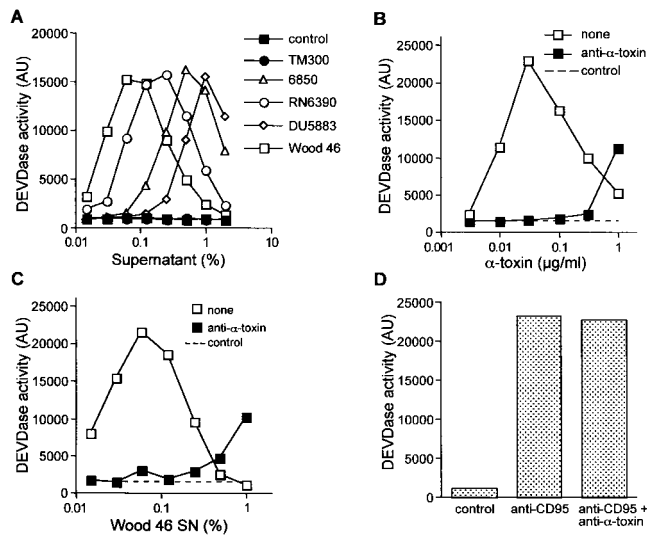 A
DEVDase activity (AU)
20000
15000
10000
5000
0
0.01
0.1
1
10
Supernatant (%)
control
TM300
6850
RN6390
DU5883
Wood 46
B
DEVDase activity (AU)
25000
20000
15000
10000
5000
0
0.001
0.01
0.1
1
α-toxin (µg/ml)
none
anti-α-toxin
control
C
DEVDase activity (AU)
25000
20000
15000
10000
5000
0
0.01
0.1
1
Wood 46 SN (%)
none
anti-α-toxin
control
D
DEVDase activity (AU)
25000
20000
15000
10000
5000
0
control
anti-CD95
anti-CD95 +
anti-α-toxin